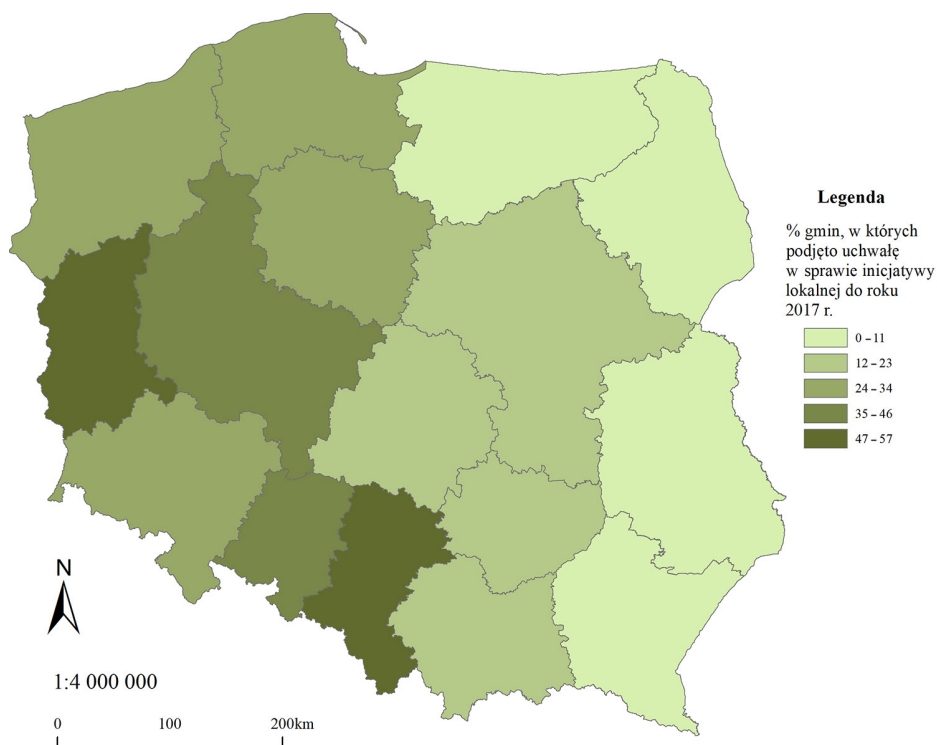 Legenda
% gmin, w których
podjęto uchwałę
w sprawie inicjatywy
lokalnej do roku
2017 r.
0 – 11
12 – 23
24 – 34
35 – 46
47 – 57
N
1:4 000 000
0 100 200km